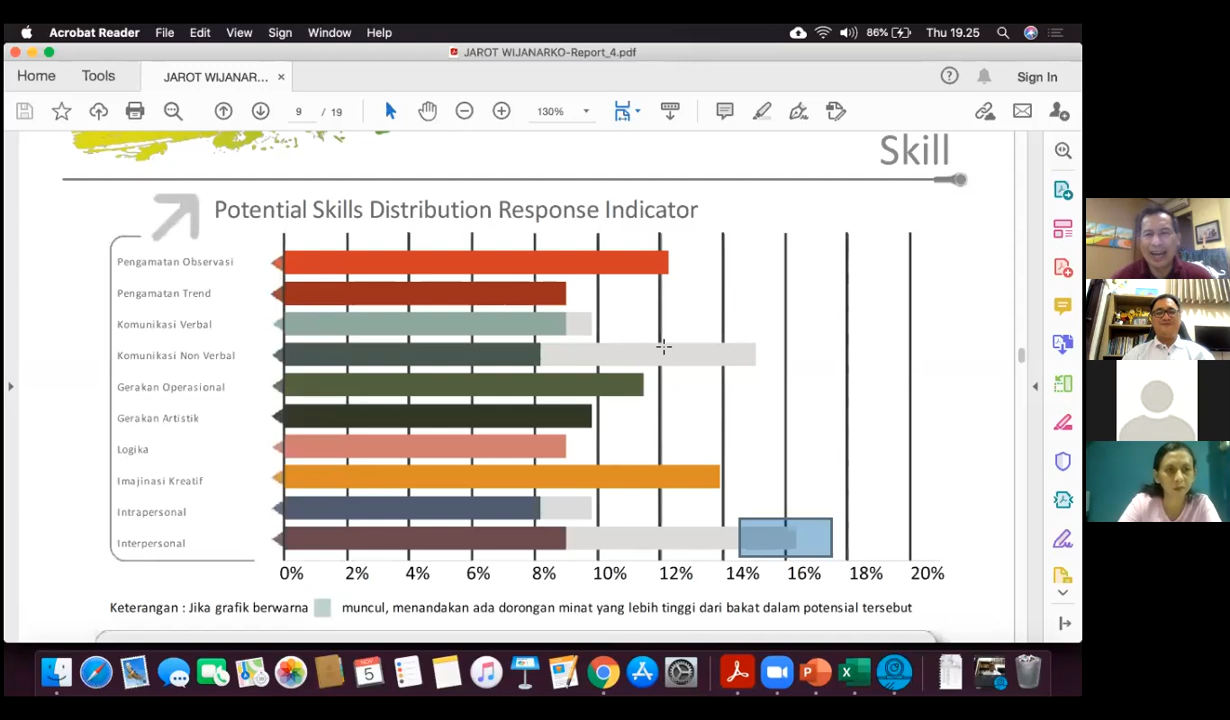 Acrobat Reader File Edit View Sign Window Help 86% Thu 19.25
JAROT WIJANARKO-Report_4.pdf
Home Tools JAROT WIJANAR... × Sign In
9 / 19 130%
Skill
Potential Skills Distribution Response Indicator
Pengamatan Observasi
Pengamatan Trend
Komunikasi Verbal
Komunikasi Non Verbal
Gerakan Operasional
Gerakan Artistik
Logika
Imajinasi Kreatif
Intrapersonal
Interpersonal
0% 2% 4% 6% 8% 10% 12% 14% 16% 18% 20%
Keterangan : Jika grafik berwarna muncul, menandakan ada dorongan minat yang lebih tinggi dari bakat dalam potensial tersebut
NOV
5